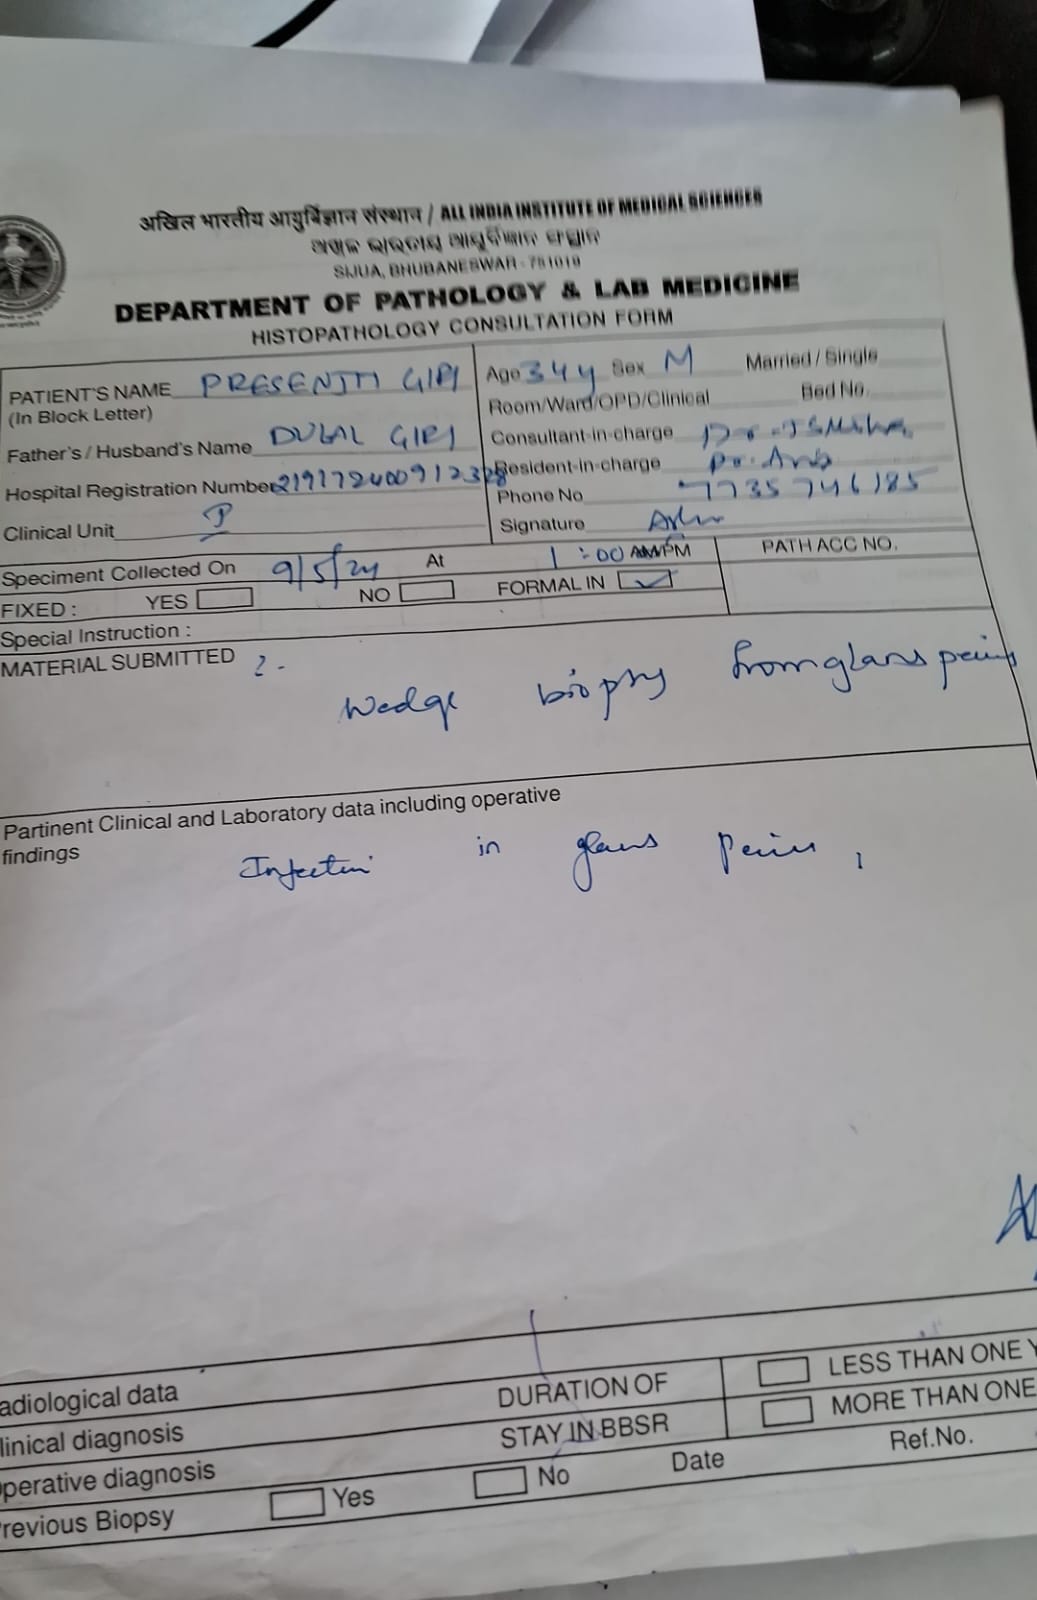 अखिल भारतीय आयुर्विज्ञान संस्थान / ALL INDIA INSTITUTE OF MEDICAL SCIENCES
SIJUA, BHUBANESWAR - 751019
DEPARTMENT OF PATHOLOGY & LAB MEDICINE
HISTOPATHOLOGY CONSULTATION FORM
PATIENT'S NAME PRESENJTI GIRI
(In Block Letter)
Father's / Husband's Name DULAL GIRI
Hospital Registration Number
Clinical Unit I
Age 34y Sex M Married / Single
Room/Ward/OPD/Clinical Bed No.
Consultant-in-charge Dr.
Resident-in-charge Dr.
Phone No 7735746185
Signature
Speciment Collected On 9/5/24 At 1:00 AM/PM PATH ACC NO.
FIXED : YES NO FORMAL IN
Special Instruction :
MATERIAL SUBMITTED ? -
Wedge biopsy from glans penis
Partinent Clinical and Laboratory data including operative
findings
Infection in glans penis,
adiological data
linical diagnosis
perative diagnosis
revious Biopsy Yes No Date Ref.No.
DURATION OF
STAY IN BBSR
LESS THAN ONE Y
MORE THAN ONE